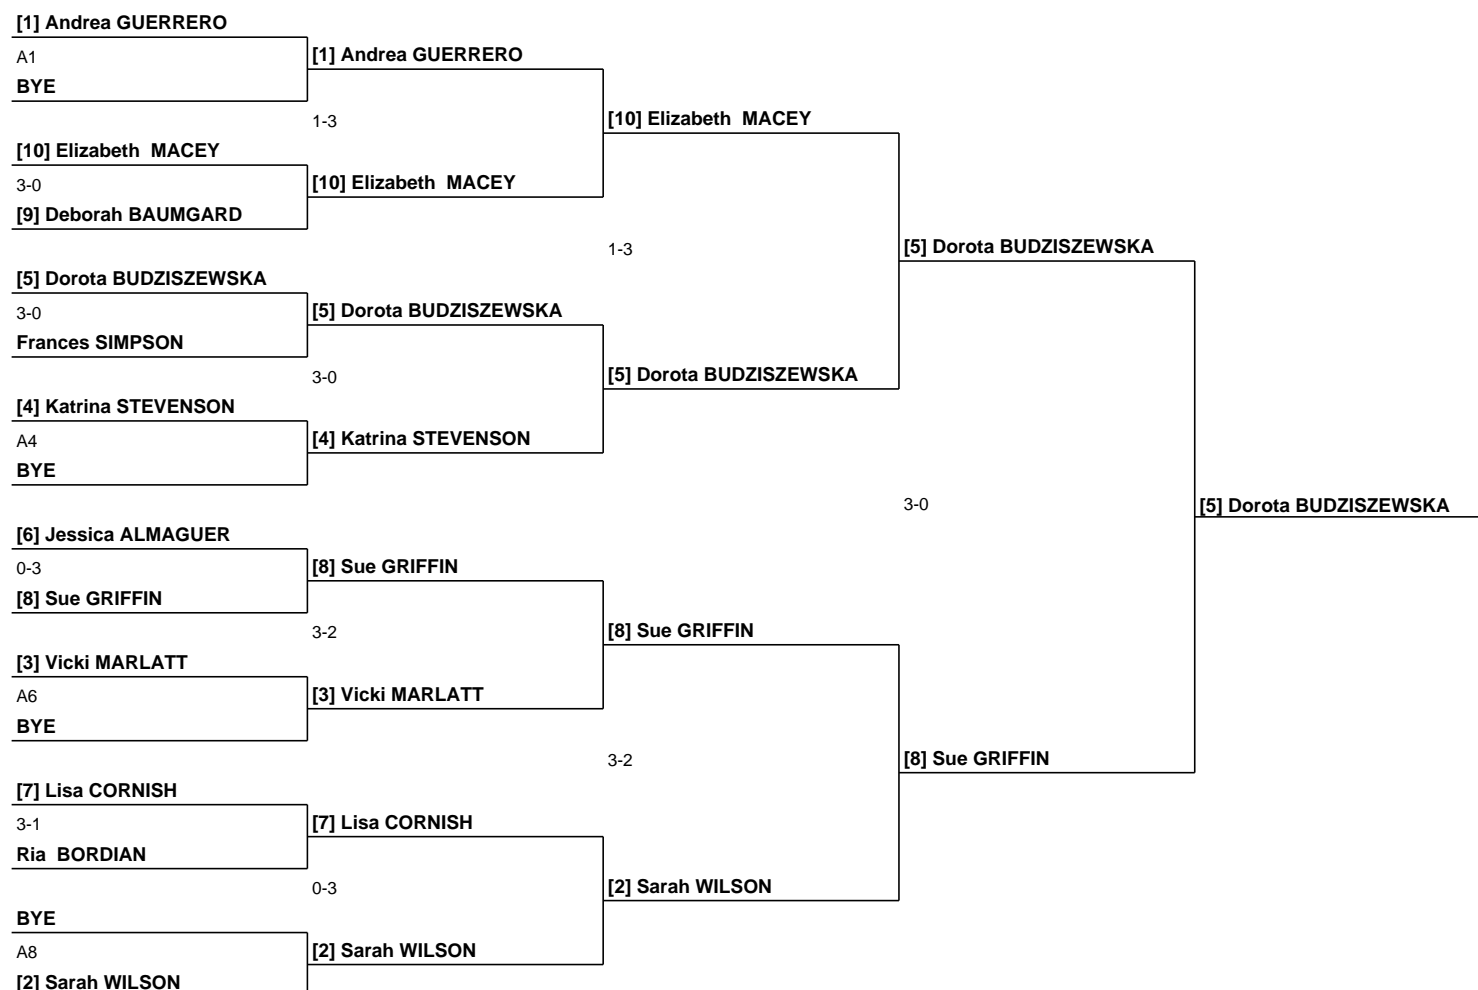 [1] Andrea GUERRERO
A1
BYE
[10] Elizabeth  MACEY
3-0
[9] Deborah BAUMGARD
[5] Dorota BUDZISZEWSKA
3-0
Frances SIMPSON
[4] Katrina STEVENSON
A4
BYE
[6] Jessica ALMAGUER
0-3
[8] Sue GRIFFIN
[3] Vicki MARLATT
A6
BYE
[7] Lisa CORNISH
3-1
Ria  BORDIAN
BYE
A8
[2] Sarah WILSON
[1] Andrea GUERRERO
1-3
[10] Elizabeth  MACEY
[5] Dorota BUDZISZEWSKA
3-0
[4] Katrina STEVENSON
[8] Sue GRIFFIN
3-2
[3] Vicki MARLATT
[7] Lisa CORNISH
0-3
[2] Sarah WILSON
[10] Elizabeth  MACEY
1-3
[5] Dorota BUDZISZEWSKA
[8] Sue GRIFFIN
3-2
[2] Sarah WILSON
[5] Dorota BUDZISZEWSKA
3-0
[8] Sue GRIFFIN
[5] Dorota BUDZISZEWSKA